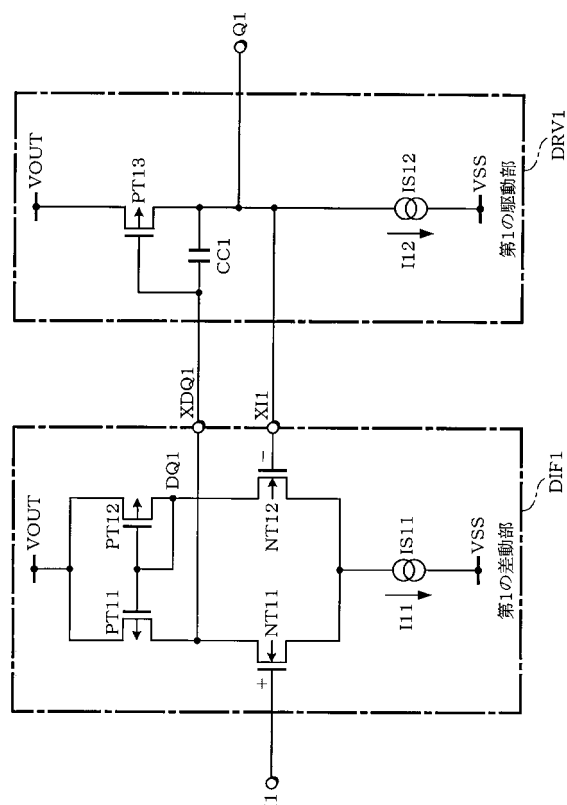 VOUT
PT11
PT12
DQ1
XDQ1
XI1
NT11
NT12
+
−
1
IS11
I11
VSS
第1の差動部
DIF1
VOUT
PT13
CC1
Q1
IS12
I12
VSS
第1の駆動部
DRV1